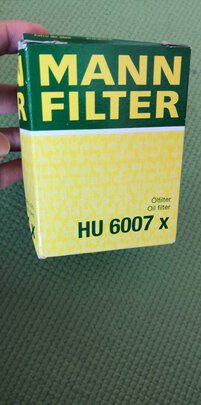 MANN
FILTER
Ölfilter
Oil filter
HU 6007 x